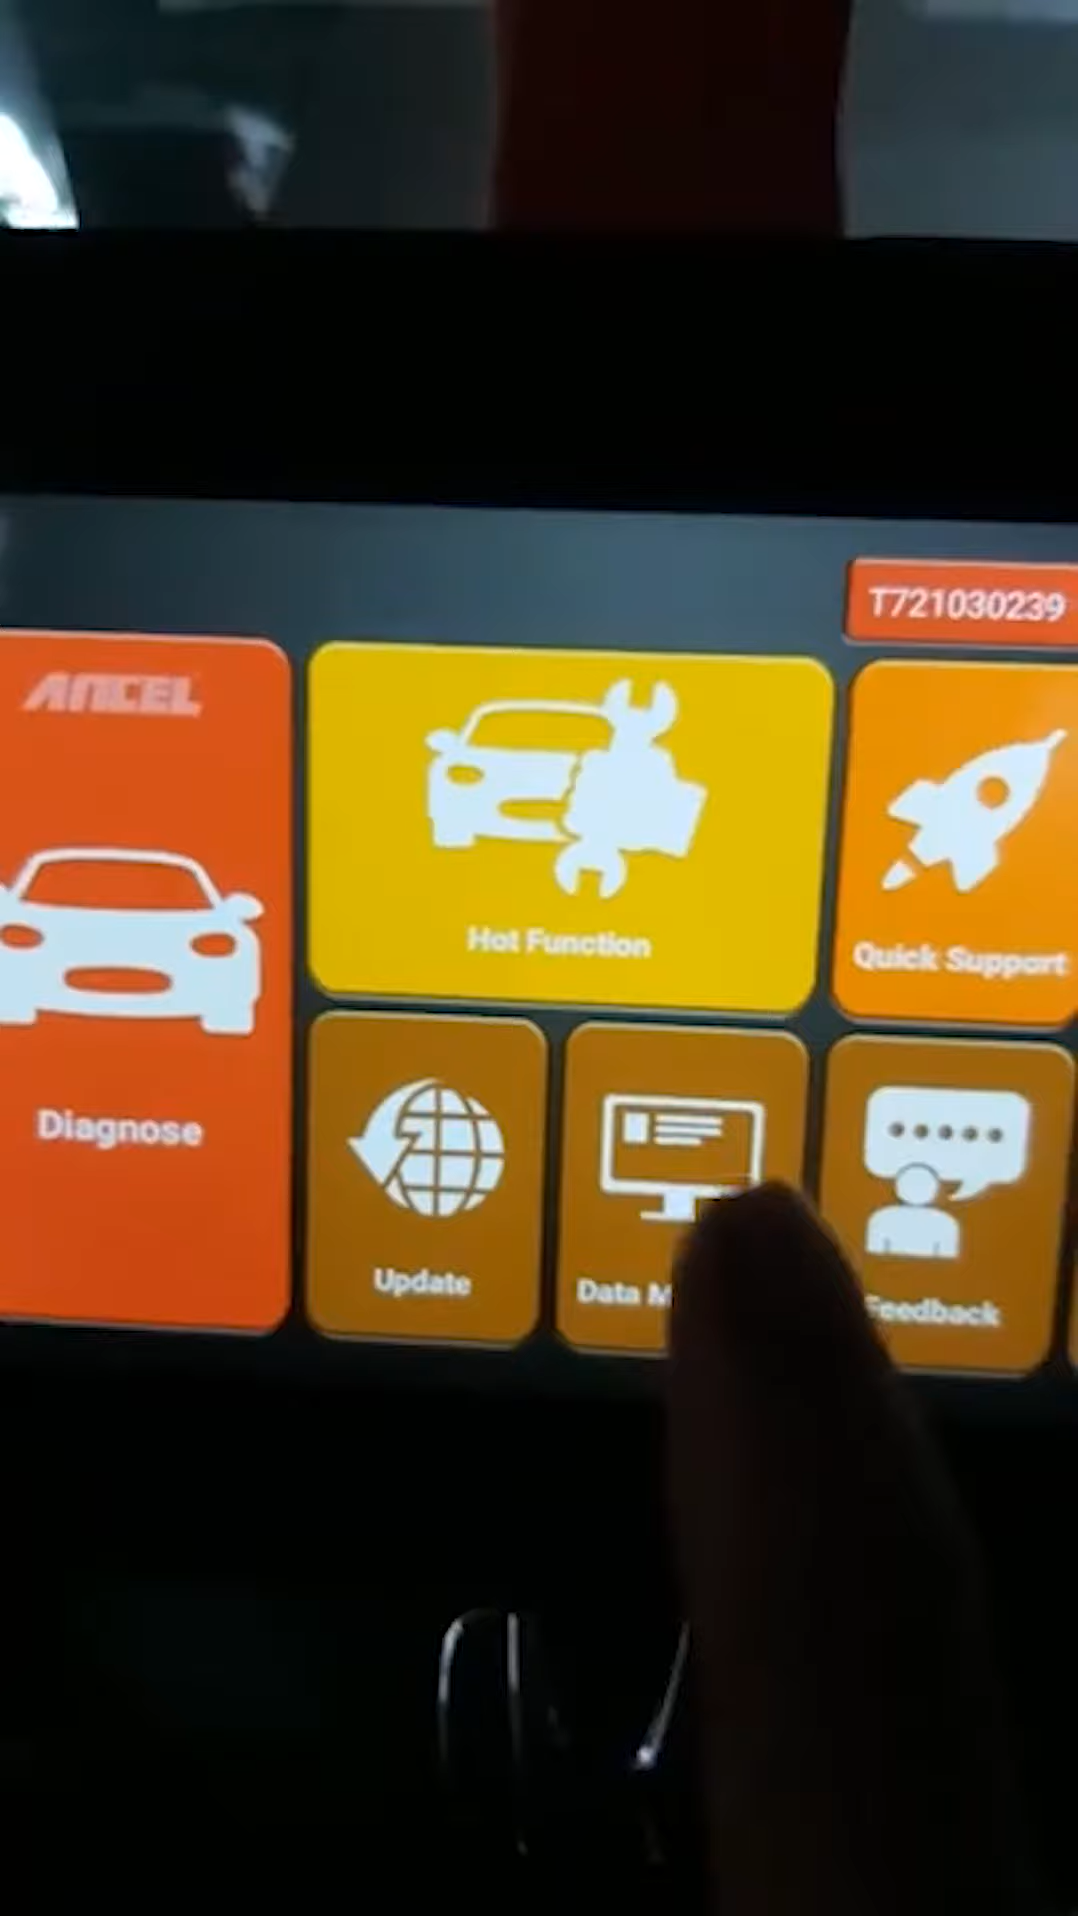 T721030239
ANCEL
Hot Function
Quick Support
Diagnose
Update
Data M
Feedback